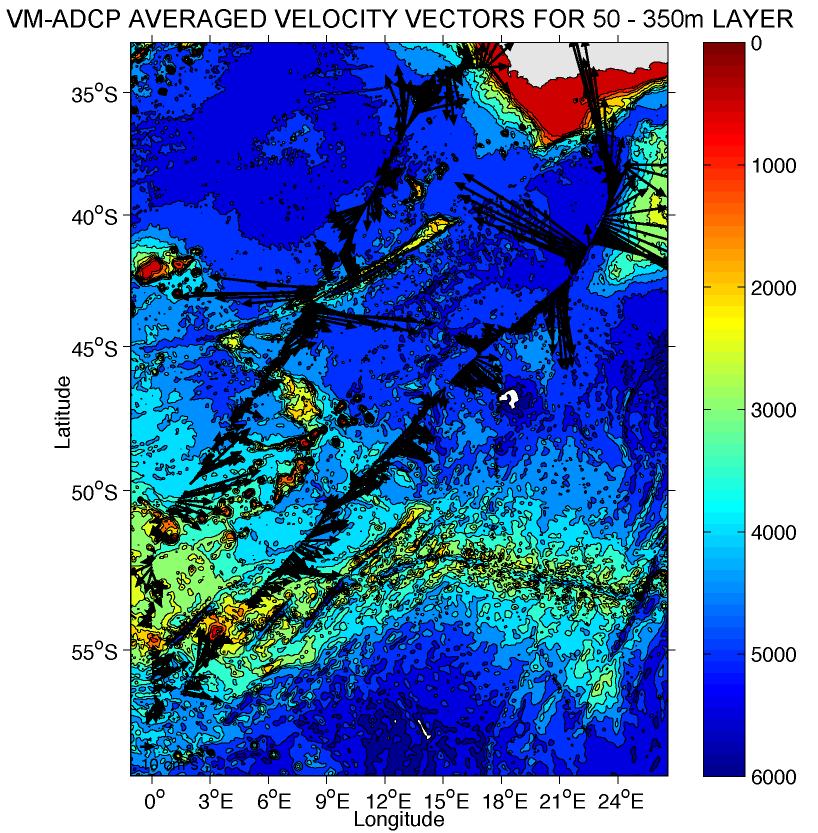 VM-ADCP AVERAGED VELOCITY VECTORS FOR 50 - 350m LAYER
35°S
40°S
45°S
50°S
55°S
Latitude
0°
3°E
6°E
9°E
12°E
15°E
18°E
21°E
24°E
Longitude
0
1000
2000
3000
4000
5000
6000